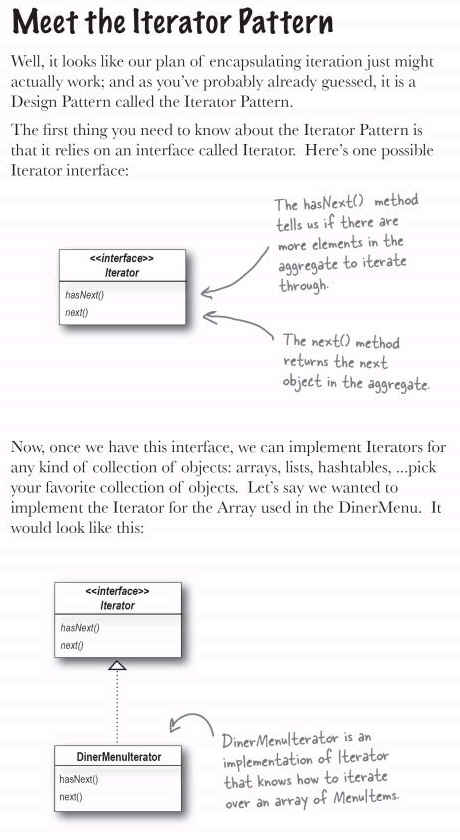 Meet the Iterator Pattern
Well, it looks like our plan of encapsulating iteration just might
actually work; and as you've probably already guessed, it is a
Design Pattern called the Iterator Pattern.
The first thing you need to know about the Iterator Pattern is
that it relies on an interface called Iterator. Here's one possible
Iterator interface:
The hasNext() method
tells us if there are
more elements in the
aggregate to iterate
through.
<<interface>>
Iterator
hasNext()
next()
The next() method
returns the next
object in the aggregate.
Now, once we have this interface, we can implement Iterators for
any kind of collection of objects: arrays, lists, hashtables, ...pick
your favorite collection of objects. Let's say we wanted to
implement the Iterator for the Array used in the DinerMenu. It
would look like this:
<<interface>>
Iterator
hasNext()
next()
DinerMenuIterator
hasNext()
next()
DinerMenuIterator is an
implementation of Iterator
that knows how to iterate
over an array of MenuItems.